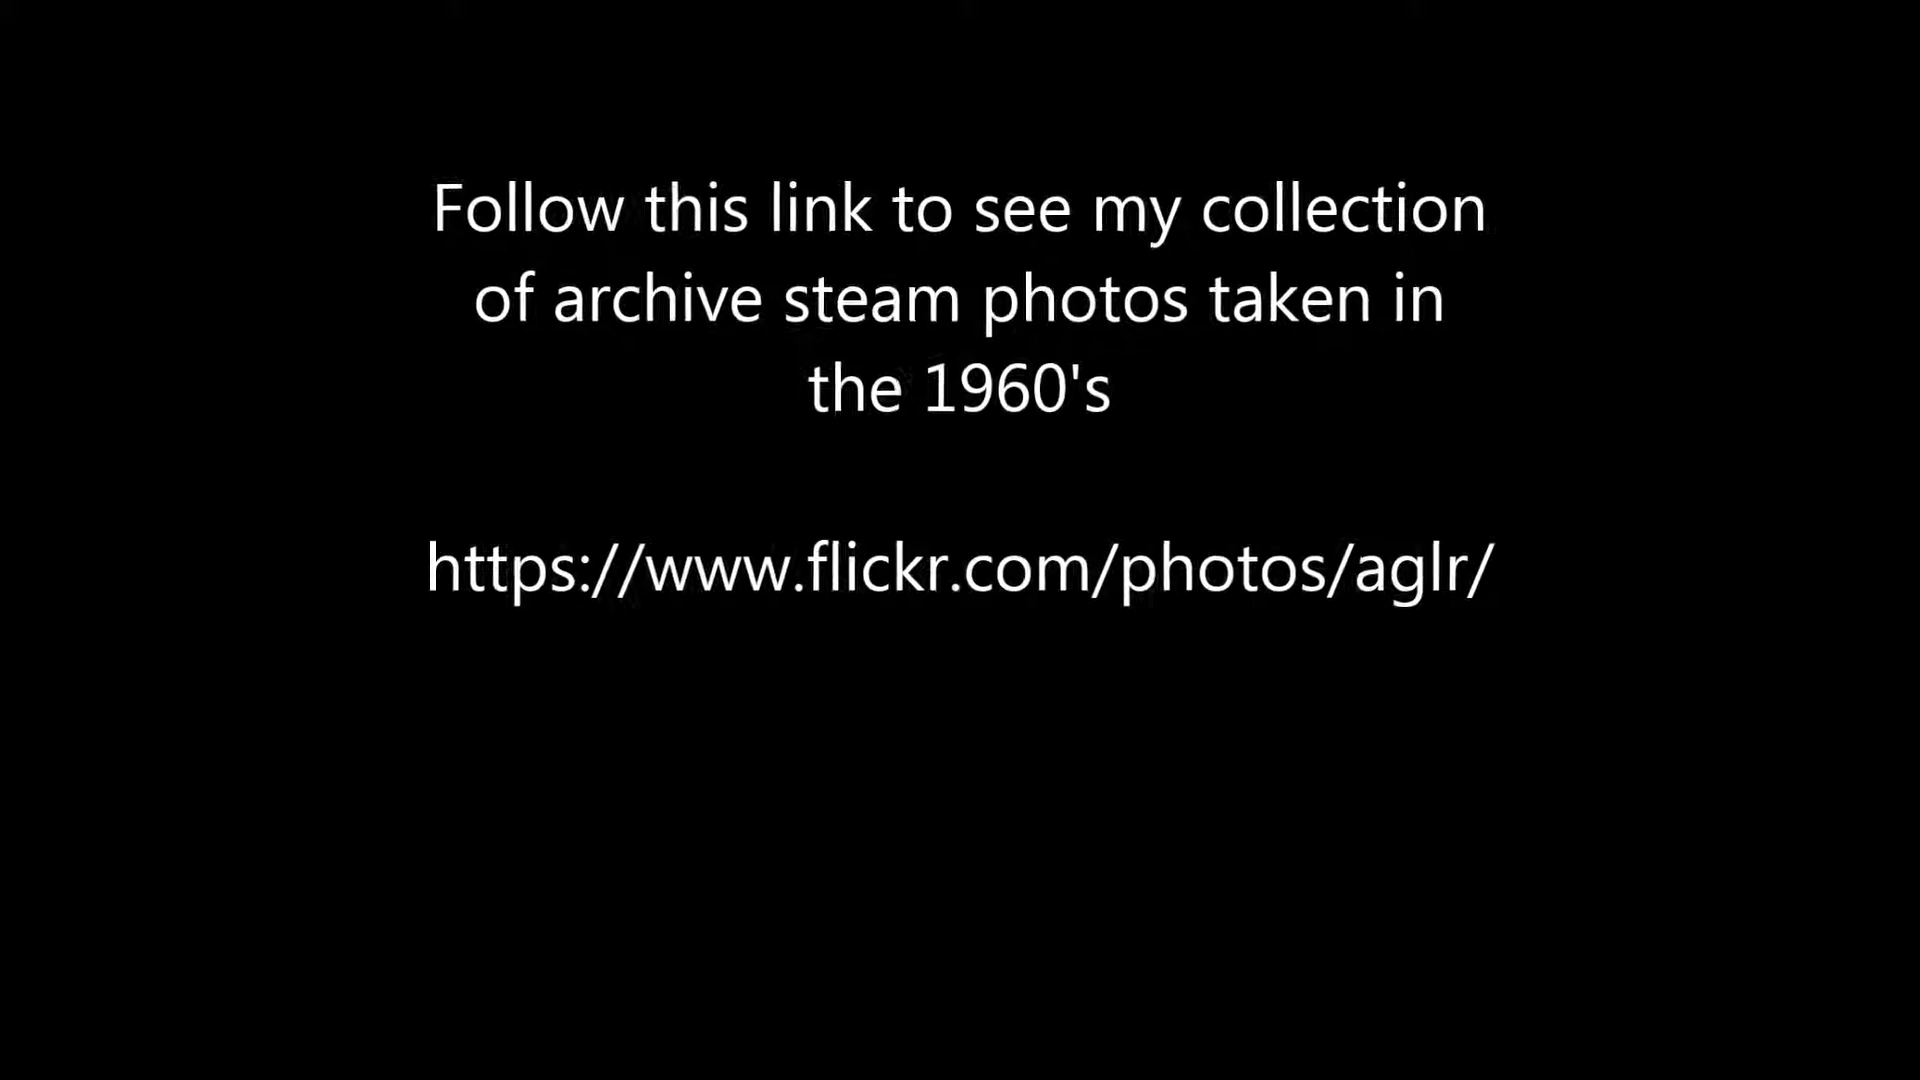 Follow this link to see my collection
of archive steam photos taken in
the 1960's
https://www.flickr.com/photos/aglr/